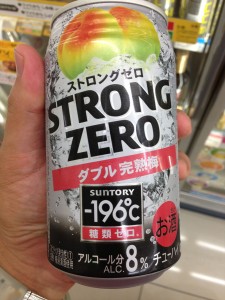 ストロングゼロ
STRONG
ZERO
ダブル完熟梅
SUNTORY
-196℃
糖類ゼロ.
お酒
アルコール分
ALC. 8%
チューハイ